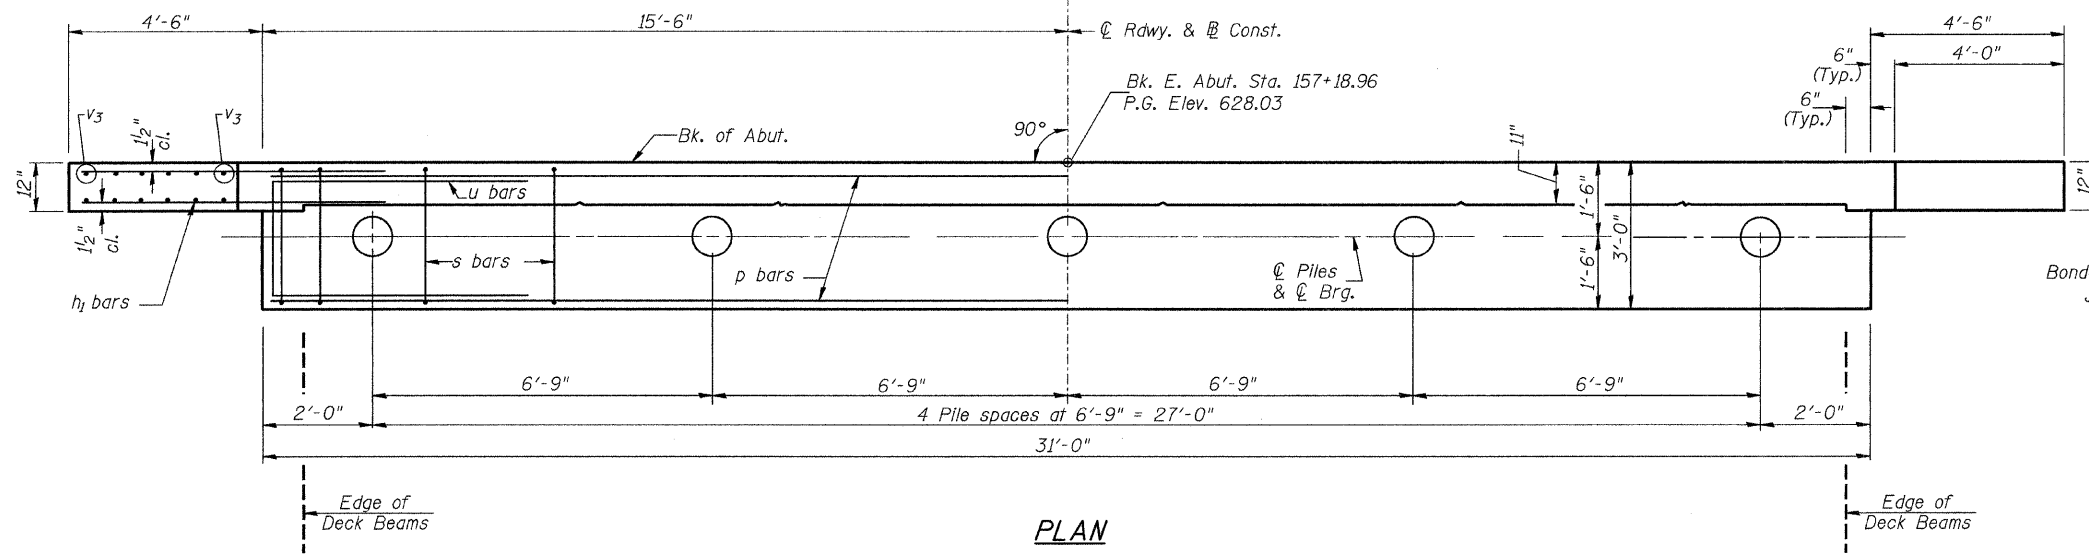 4'-6"
15'-6"
℄ Rdwy. & ⅊ Const.
4'-6"
4'-0"
6"
(Typ.)
6"
(Typ.)
Bk. E. Abut. Sta. 157+18.96
P.G. Elev. 628.03
90°
Bk. of Abut.
v3
v3
1½"
cl.
12"
11"
12"
u bars
1'-6"
3'-0"
1'-6"
1½"
cl.
s bars
p bars
h1 bars
℄ Piles
& ℄ Brg.
Bond
6'-9"
6'-9"
6'-9"
6'-9"
2'-0"
4 Pile spaces at 6'-9" = 27'-0"
2'-0"
31'-0"
Edge of
Deck Beams
Edge of
Deck Beams
PLAN